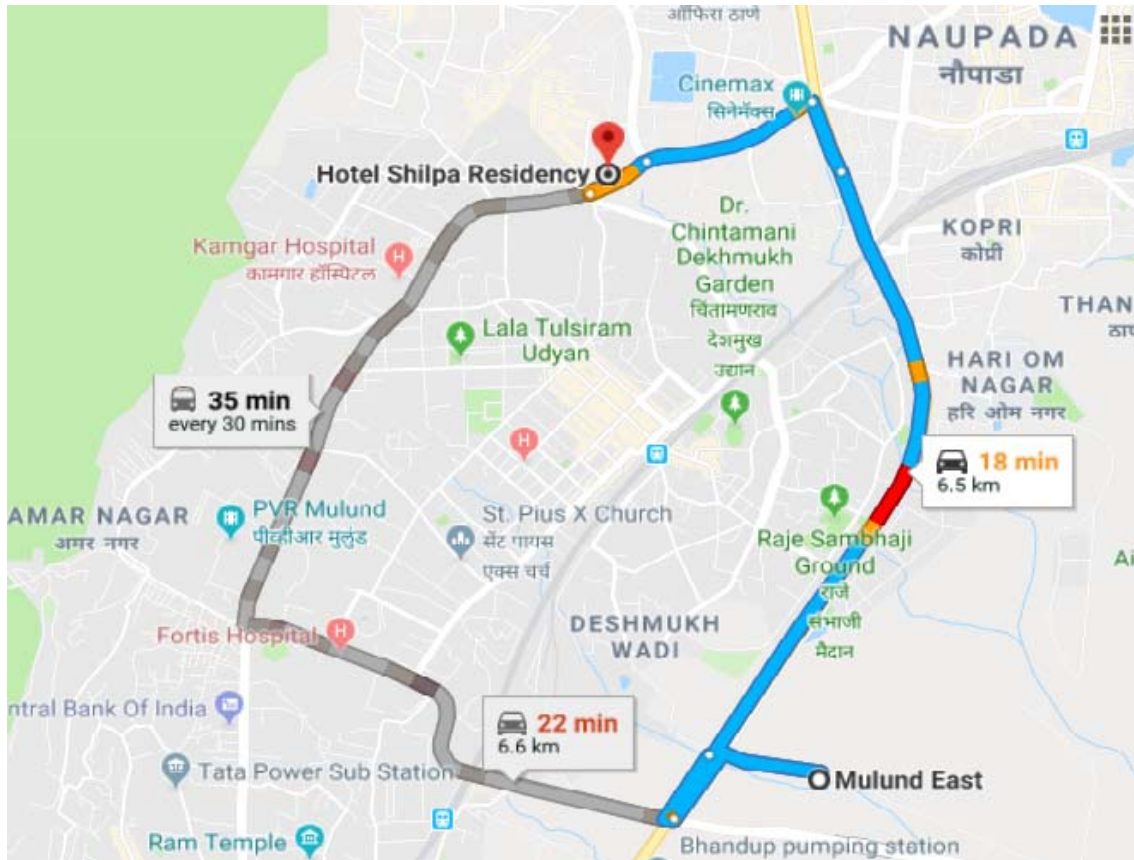 ऑफिरा ठाणे
NAUPADA
नौपाडा
Cinemax
सिनेमॅक्स
Hotel Shilpa Residency
Dr.
Chintamani
Dekhmukh
Garden
चिंतामणराव
देशमुख
उद्यान
KOPRI
कोप्री
Kamgar Hospital
कामगार हॉस्पिटल
H
THAN
ठाण
Lala Tulsiram
Udyan
HARI OM
NAGAR
हरि ओम नगर
35 min
every 30 mins
H
18 min
6.5 km
PVR Mulund
पीव्हीआर मुलुंड
AMAR NAGAR
अमर नगर
St. Pius X Church
सेंट पायस
एक्स चर्च
Raje Sambhaji
Ground
राजे
संभाजी
मैदान
Ai
DESHMUKH
WADI
Fortis Hospital
H
ntral Bank Of India
22 min
6.6 km
Tata Power Sub Station
Mulund East
Ram Temple
Bhandup pumping station